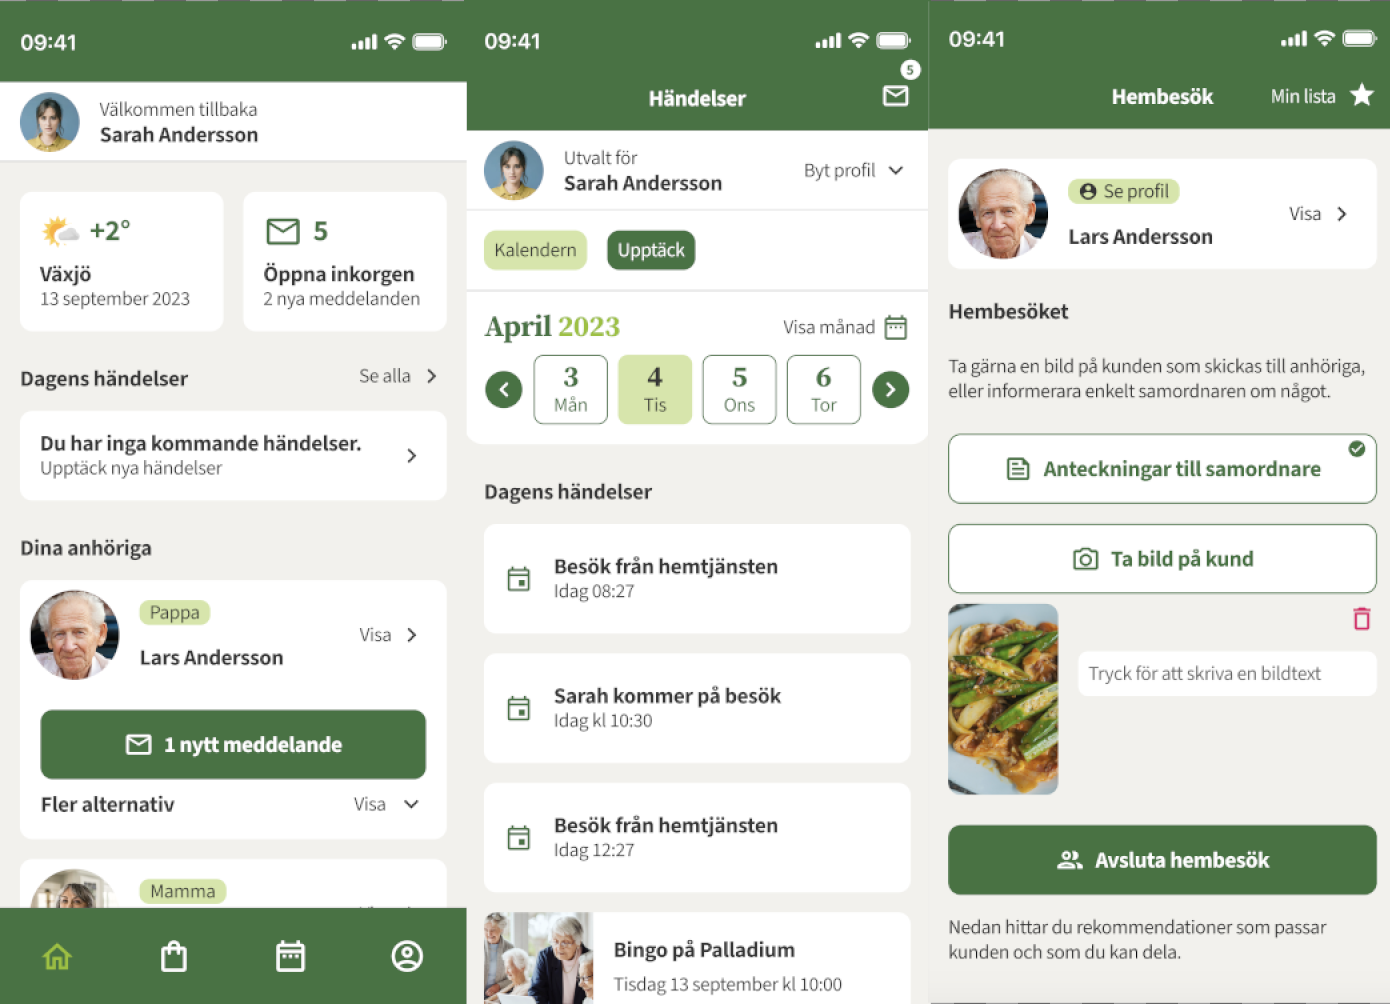 09:41
Välkommen tillbaka
Sarah Andersson
+2°
Växjö
13 september 2023
5
Öppna inkorgen
2 nya meddelanden
Dagens händelser
Se alla
Du har inga kommande händelser.
Upptäck nya händelser
Dina anhöriga
Pappa
Lars Andersson
Visa
1 nytt meddelande
Fler alternativ
Visa
Mamma
09:41
Händelser
5
Utvalt för
Sarah Andersson
Byt profil
Kalendern
Upptäck
April 2023
Visa månad
3
Mån
4
Tis
5
Ons
6
Tor
Dagens händelser
Besök från hemtjänsten
Idag 08:27
Sarah kommer på besök
Idag kl 10:30
Besök från hemtjänsten
Idag 12:27
Bingo på Palladium
Tisdag 13 september kl 10:00
09:41
Hembesök
Min lista
Se profil
Lars Andersson
Visa
Hembesöket
Ta gärna en bild på kunden som skickas till anhöriga,
eller informerara enkelt samordnaren om något.
Anteckningar till samordnare
Ta bild på kund
Tryck för att skriva en bildtext
Avsluta hembesök
Nedan hittar du rekommendationer som passar
kunden och som du kan dela.